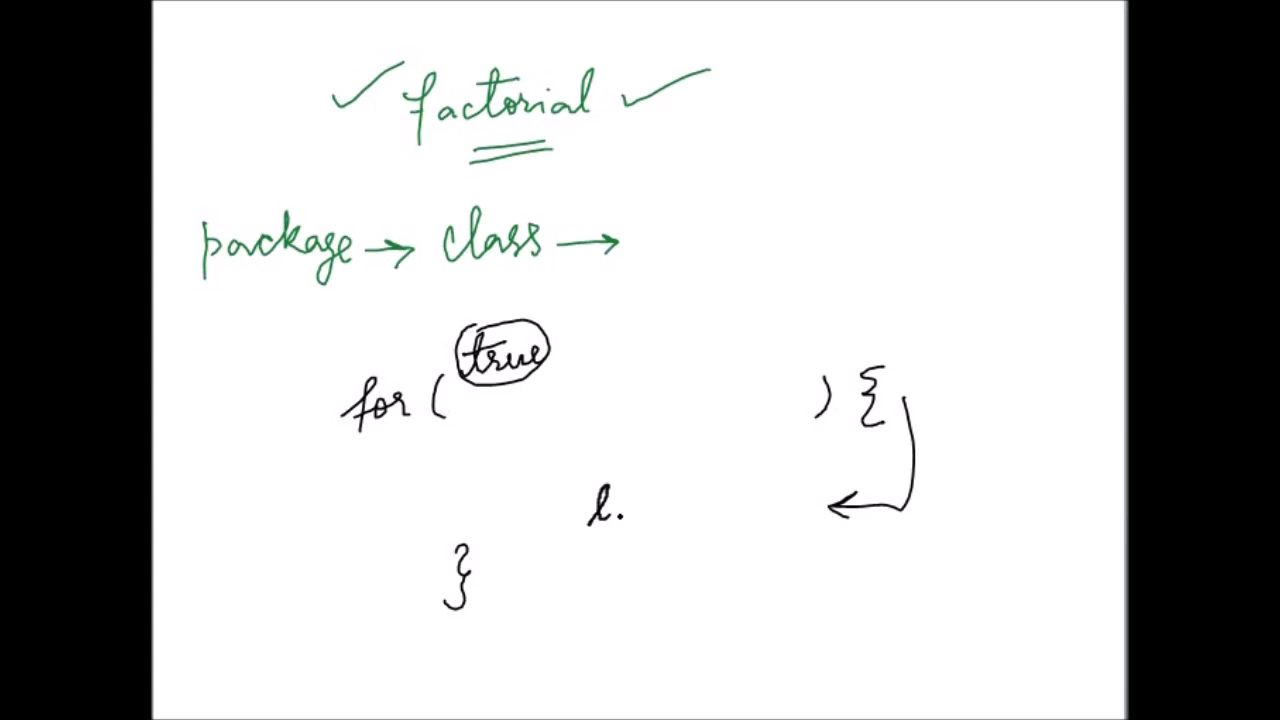 ✓ factorial ✓
package → class →
true
for ( ) {
l.
}